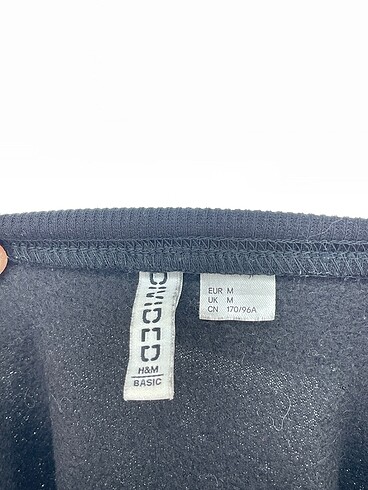 DIVIDED
H&M
BASIC
EUR M
UK M
CN 170/96A